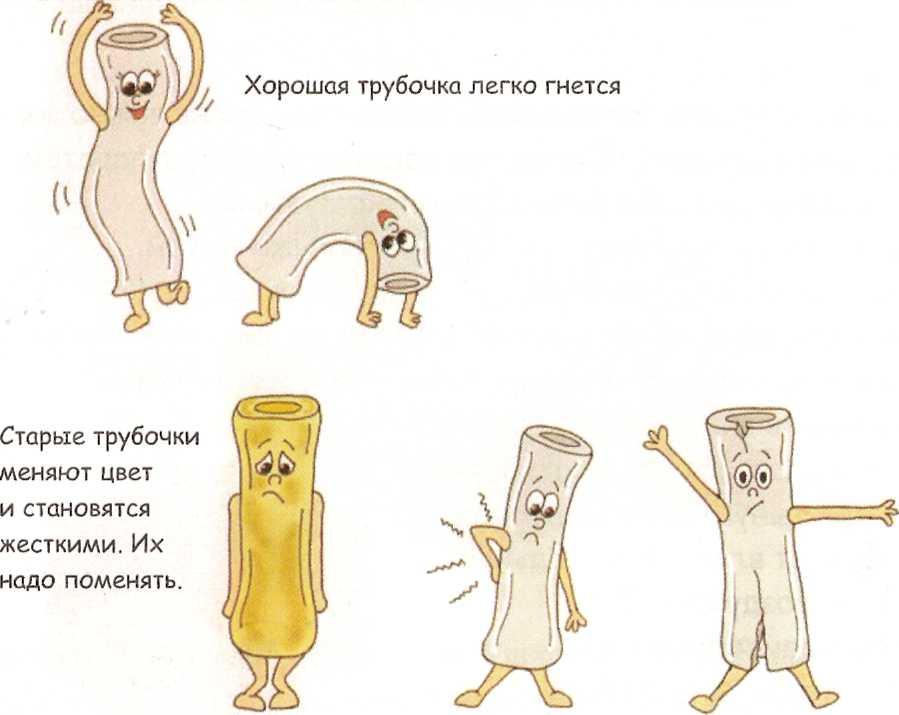 Хорошая трубочка легко гнется
Старые трубочки
меняют цвет
и становятся
жесткими. Их
надо поменять.